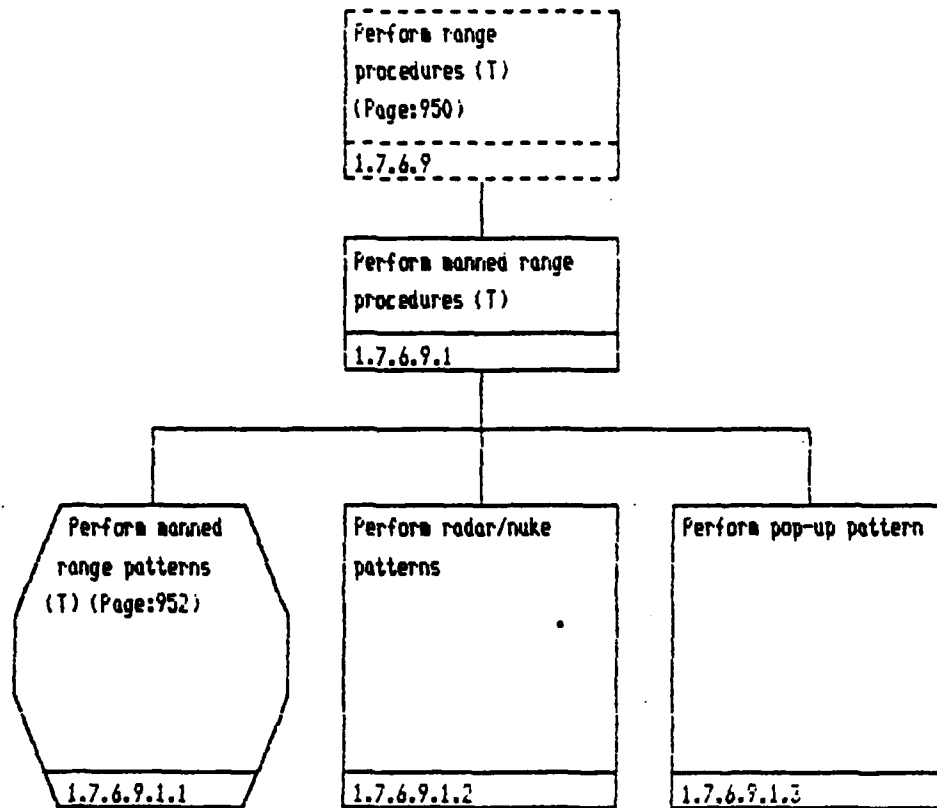 Perform range
procedures (T)
(Page:950)
1.7.6.9
Perform manned range
procedures (T)
1.7.6.9.1
Perform manned
range patterns
(T) (Page:952)
1.7.6.9.1.1
Perform radar/nuke
patterns
1.7.6.9.1.2
Perform pop-up pattern
1.7.6.9.1.3